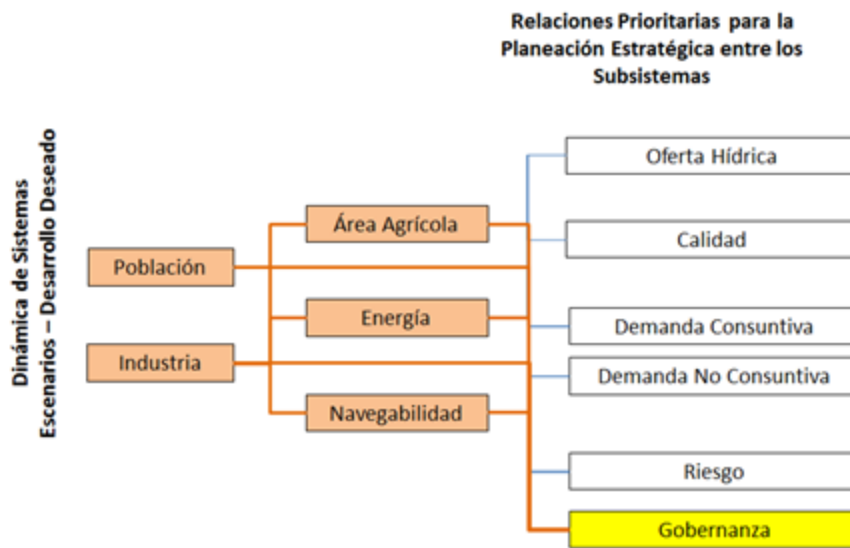 Relaciones Prioritarias para la
Planeación Estratégica entre los
Subsistemas
Dinámica de Sistemas
Escenarios – Desarrollo Deseado
Población
Industria
Área Agrícola
Energía
Navegabilidad
Oferta Hídrica
Calidad
Demanda Consuntiva
Demanda No Consuntiva
Riesgo
Gobernanza